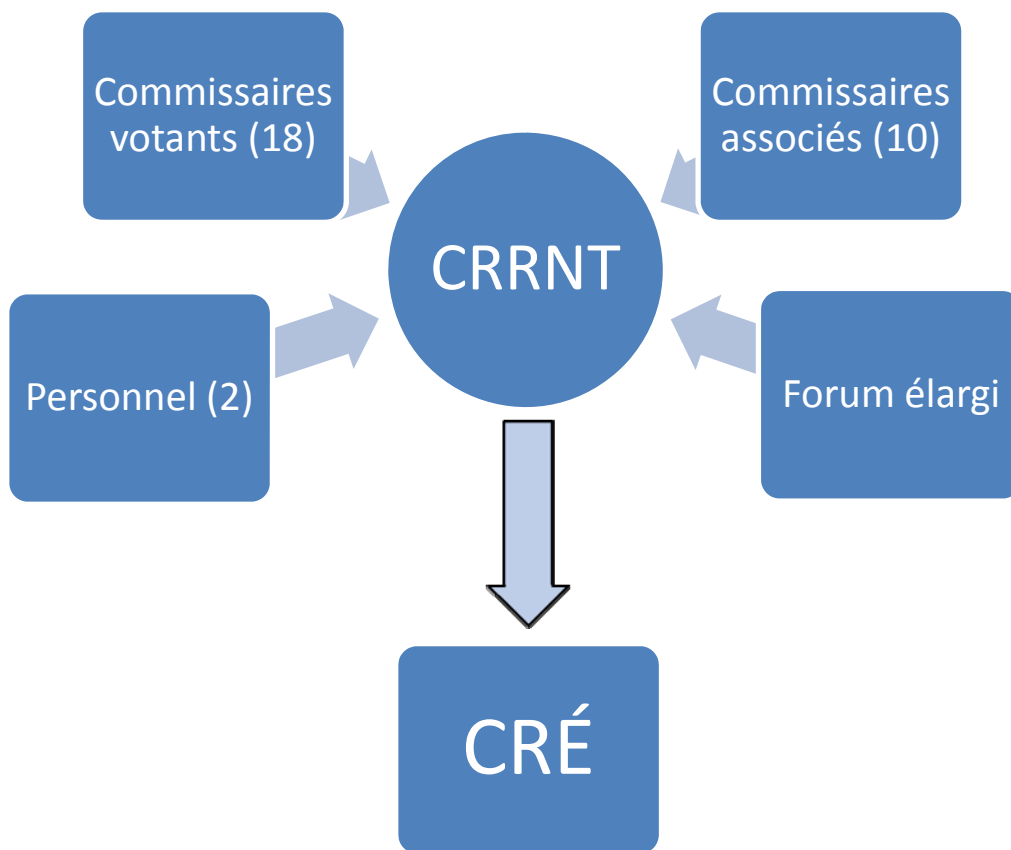 Commissaires
votants (18)
Commissaires
associés (10)
CRRNT
Personnel (2)
Forum élargi
CRÉ